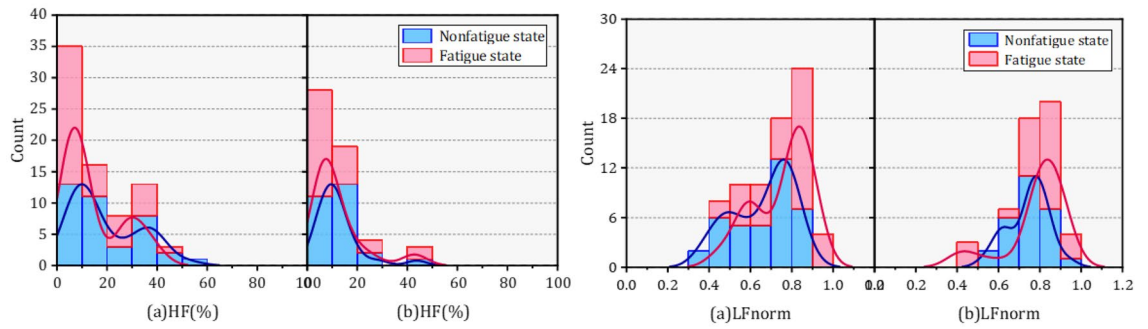 40
35
30
25
20
15
10
5
0
Count
Nonfatigue state
Fatigue state
0 20 40 60 80 100 0 20 40 60 80 100
(a)HF(%) (b)HF(%)
30
24
18
12
6
0
Count
Nonfatigue state
Fatigue state
0.0 0.2 0.4 0.6 0.8 1.0 0.2 0.4 0.6 0.8 1.0 1.2
(a)LFnorm (b)LFnorm